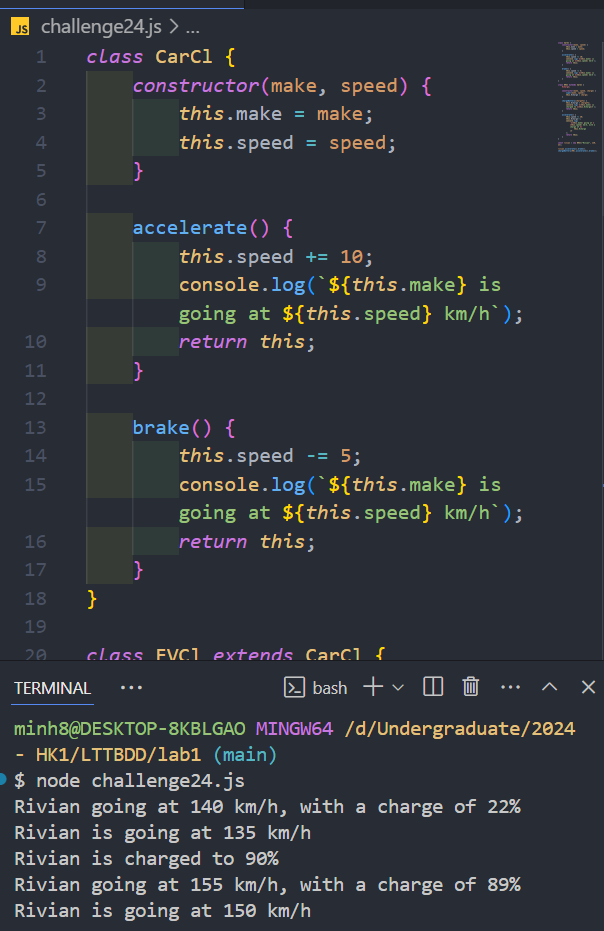 JS challenge24.js > ...
1 class CarCl {
2 constructor(make, speed) {
3 this.make = make;
4 this.speed = speed;
5 }
6
7 accelerate() {
8 this.speed += 10;
9 console.log(`${this.make} is
going at ${this.speed} km/h`);
10 return this;
11 }
12
13 brake() {
14 this.speed -= 5;
15 console.log(`${this.make} is
going at ${this.speed} km/h`);
16 return this;
17 }
18 }
19
20 class EVCl extends CarCl {
TERMINAL ... bash ...
minh8@DESKTOP-8KBLGAO MINGW64 /d/Undergraduate/2024
- HK1/LTTBDD/lab1 (main)
$ node challenge24.js
Rivian going at 140 km/h, with a charge of 22%
Rivian is going at 135 km/h
Rivian is charged to 90%
Rivian going at 155 km/h, with a charge of 89%
Rivian is going at 150 km/h